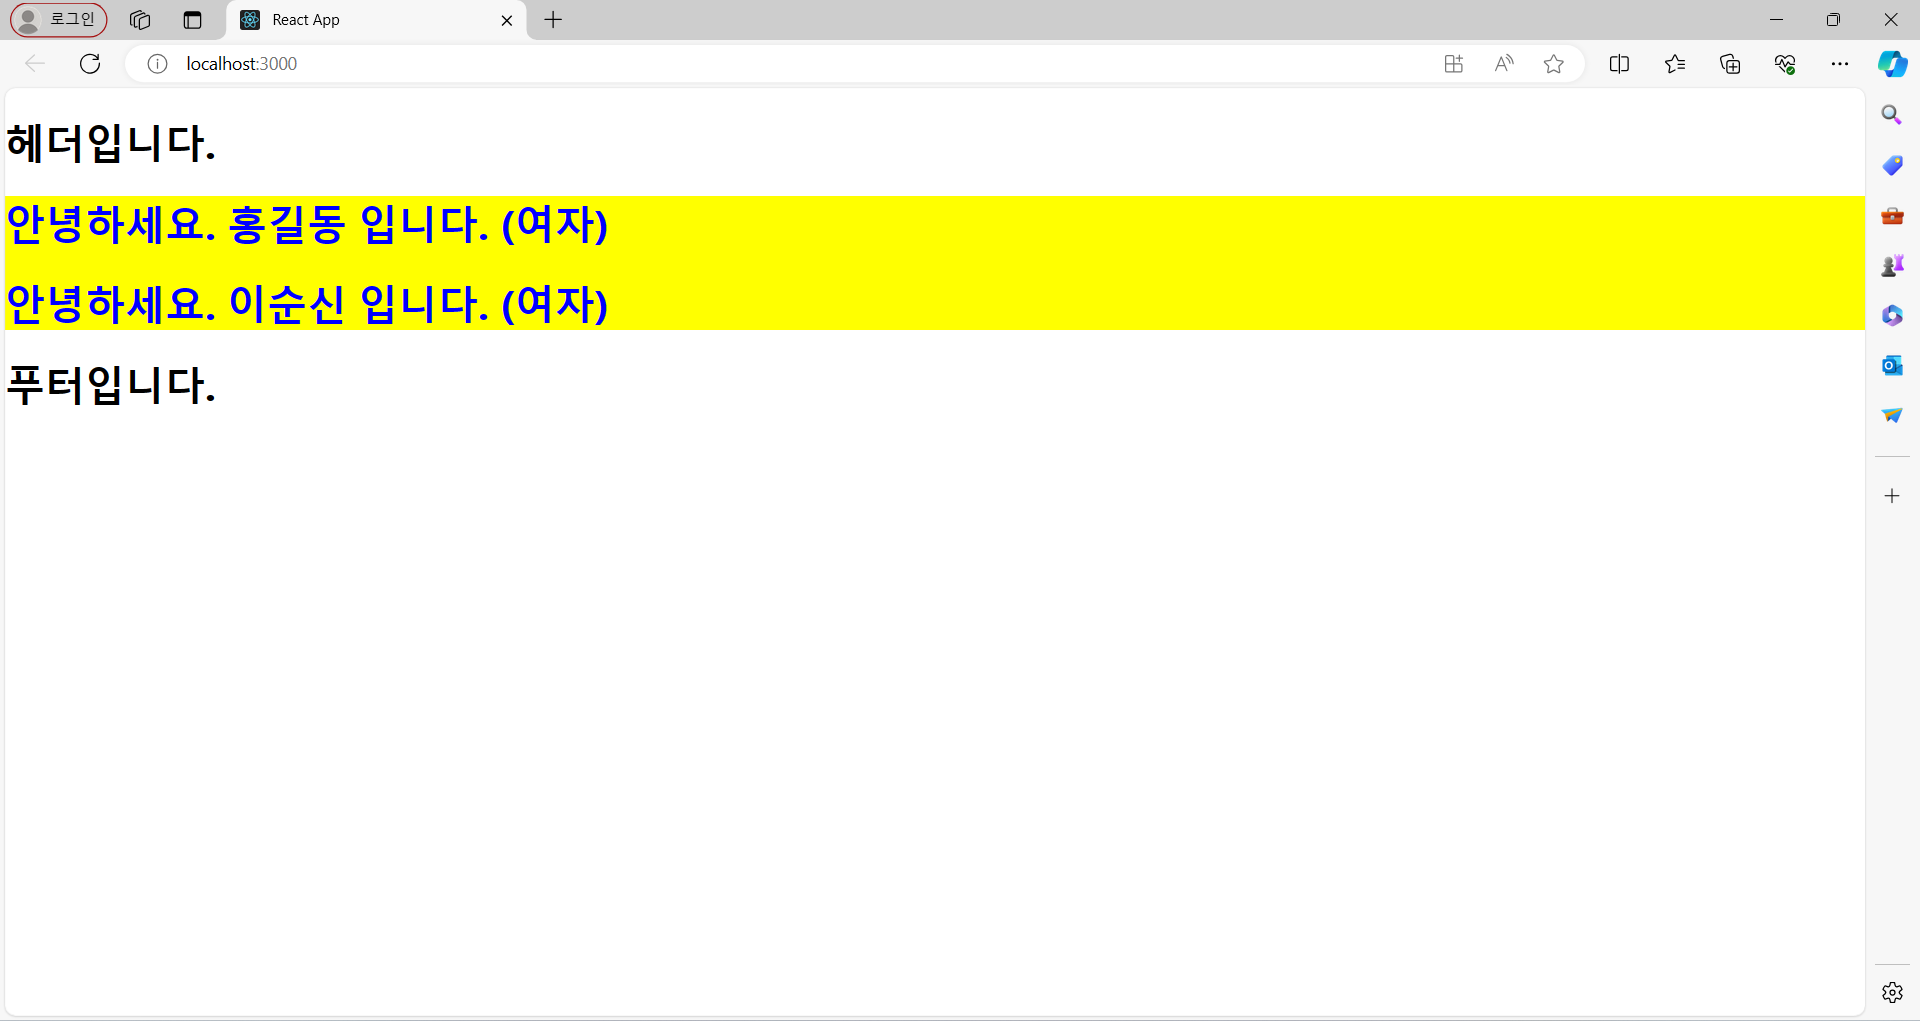 로그인
React App
localhost:3000
헤더입니다.
안녕하세요. 홍길동 입니다. (여자)
안녕하세요. 이순신 입니다. (여자)
푸터입니다.